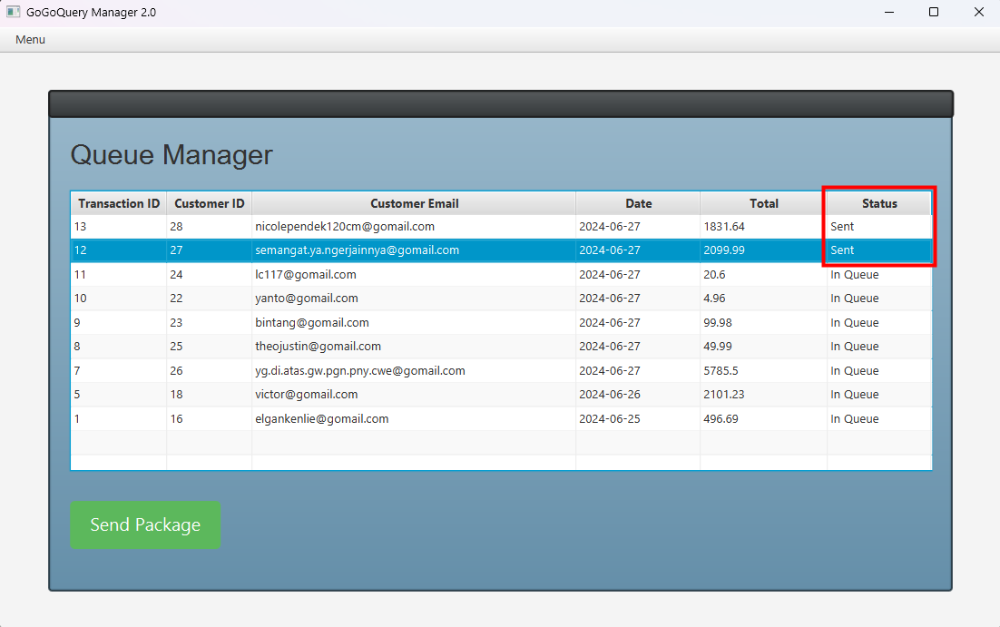 GoGoQuery Manager 2.0
Menu
Queue Manager
Transaction ID Customer ID Customer Email Date Total Status
13 28 nicolependek120cm@gomail.com 2024-06-27 1831.64 Sent
12 27 semangat.ya.ngerjainnya@gomail.com 2024-06-27 2099.99 Sent
11 24 lc117@gomail.com 2024-06-27 20.6 In Queue
10 22 yanto@gomail.com 2024-06-27 4.96 In Queue
9 23 bintang@gomail.com 2024-06-27 99.98 In Queue
8 25 theojustin@gomail.com 2024-06-27 49.99 In Queue
7 26 yg.di.atas.gw.pgn.pny.cwe@gomail.com 2024-06-27 5785.5 In Queue
5 18 victor@gomail.com 2024-06-26 2101.23 In Queue
1 16 elgankenlie@gomail.com 2024-06-25 496.69 In Queue
Send Package